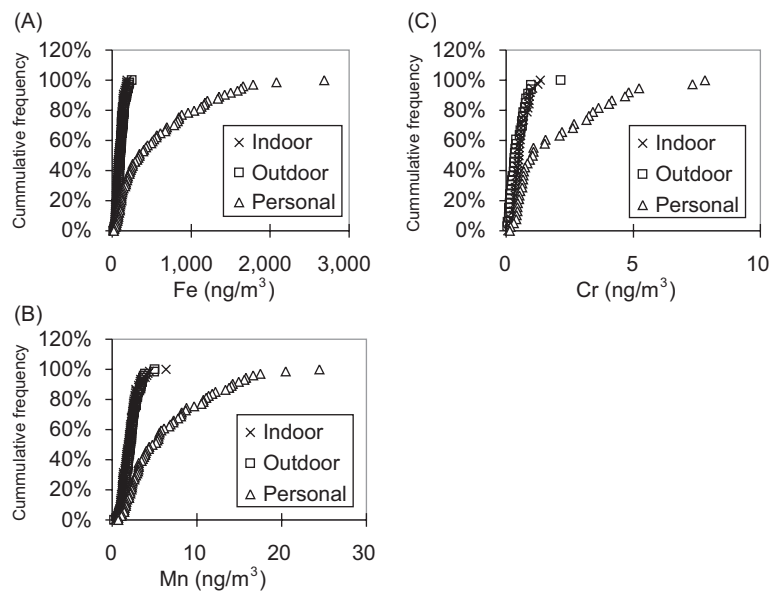 (A)
120%
100%
80%
60%
40%
20%
0%
Cummulative frequency
Indoor
Outdoor
Personal
0 1,000 2,000 3,000
Fe (ng/m³)
(C)
120%
100%
80%
60%
40%
20%
0%
Cummulative frequency
Indoor
Outdoor
Personal
0 5 10
Cr (ng/m³)
(B)
120%
100%
80%
60%
40%
20%
0%
Cummulative frequency
Indoor
Outdoor
Personal
0 10 20 30
Mn (ng/m³)